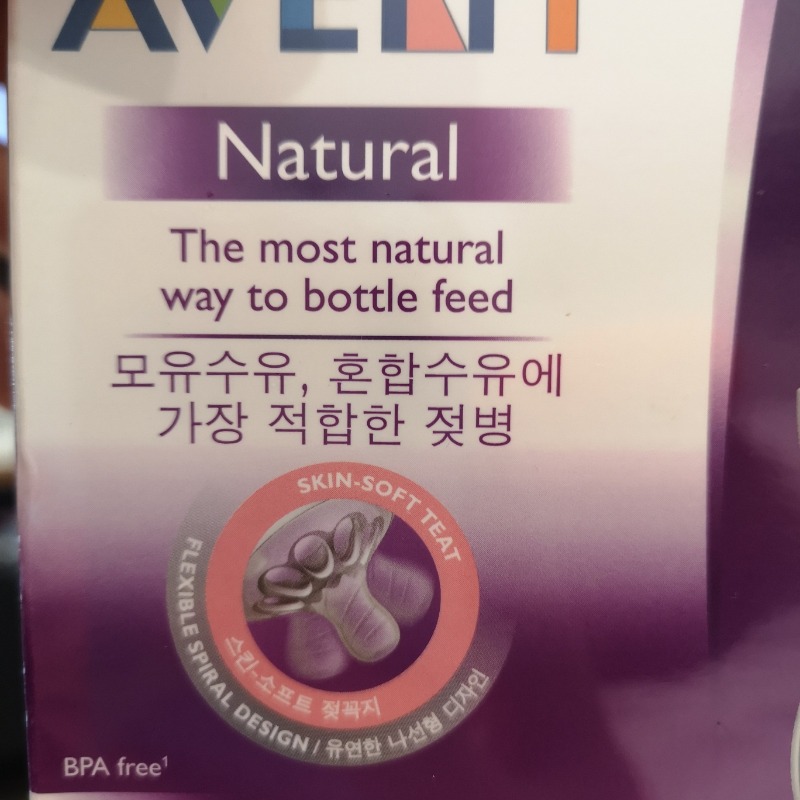 AVENT
Natural
The most natural
way to bottle feed
모유수유, 혼합수유에
가장 적합한 젖병
SKIN-SOFT TEAT
스킨-소프트 젖꼭지
FLEXIBLE SPIRAL DESIGN / 유연한 나선형 디자인
BPA free¹